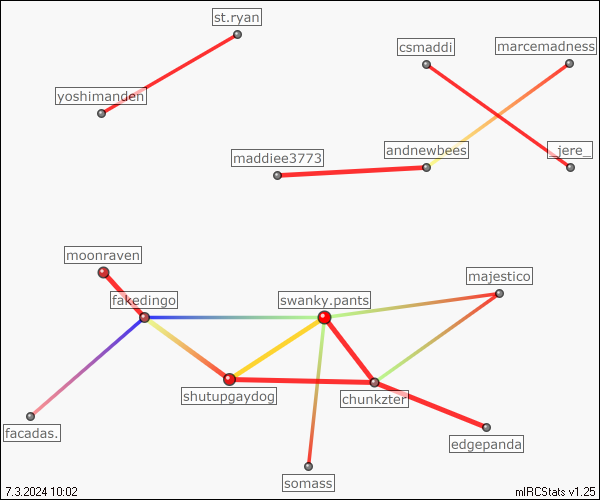 st.ryan
csmaddi
marcemadness
yoshimanden
maddiee3773
andnewbees
_jere_
moonraven
fakedingo
swanky.pants
majestico
shutupgaydog
chunkzter
facadas.
edgepanda
somass
7.3.2024 10:02
mIRCStats v1.25